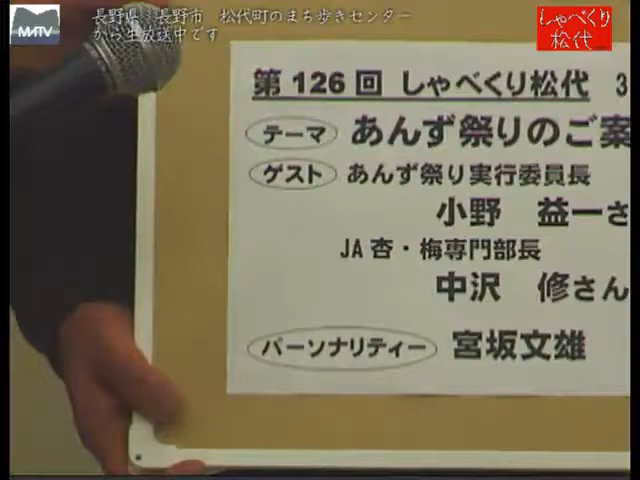 MATV
長野県　長野市　松代町のまち歩きセンター
から生放送中です
しゃべくり
松代
第126回 しゃべくり松代 3
テーマ あんず祭りのご案
ゲスト あんず祭り実行委員長
小野　益一さ
JA 杏・梅専門部長
中沢　修さん
パーソナリティー 宮坂文雄